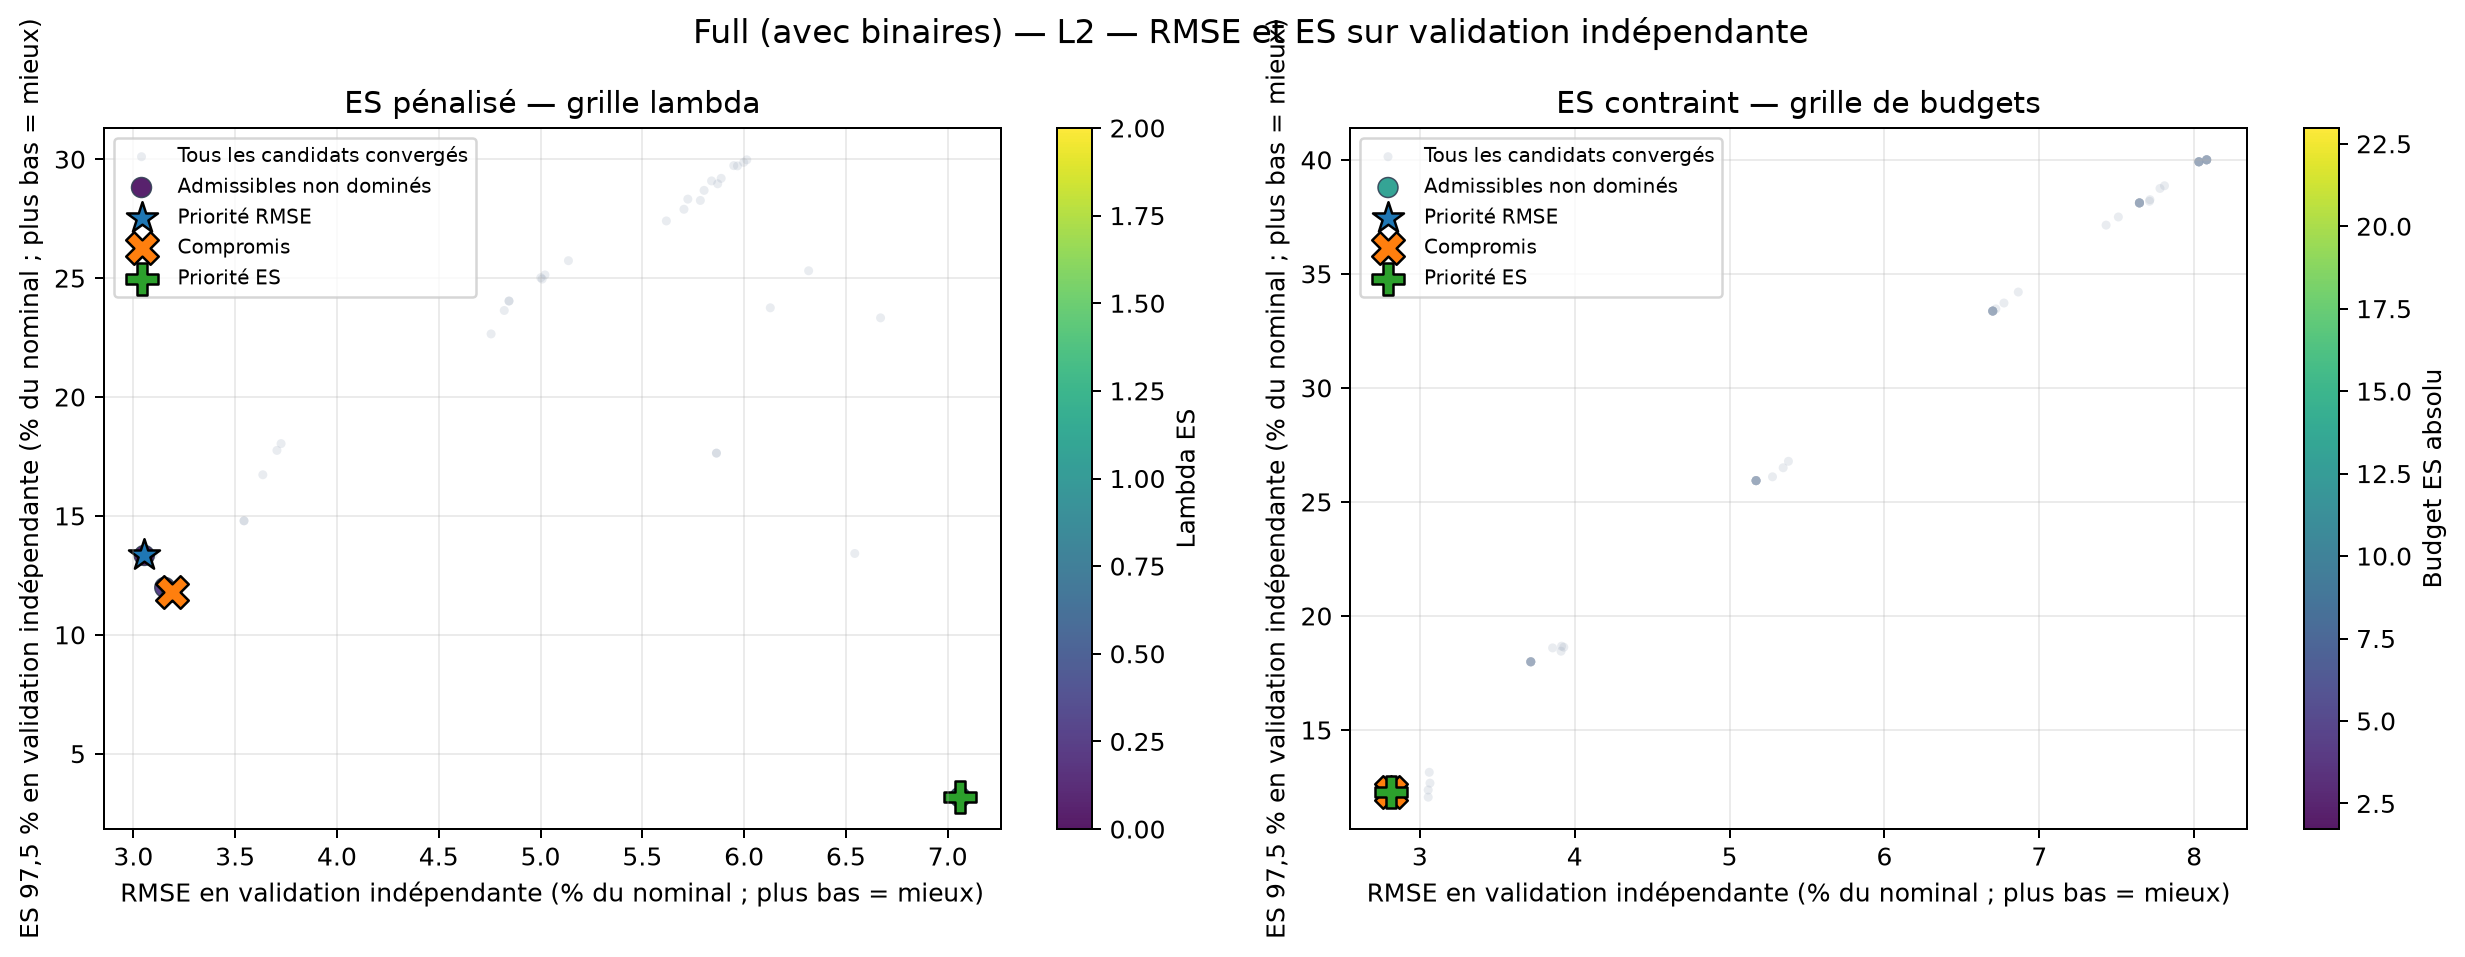 Full (avec binaires) — L2 — RMSE et ES sur validation indépendante
ES pénalisé — grille lambda
ES 97,5 % en validation indépendante (% du nominal ; plus bas = mieux)
30
25
20
15
10
5
Tous les candidats convergés
Admissibles non dominés
Priorité RMSE
Compromis
Priorité ES
3.0 3.5 4.0 4.5 5.0 5.5 6.0 6.5 7.0
RMSE en validation indépendante (% du nominal ; plus bas = mieux)
2.00
1.75
1.50
1.25
1.00
0.75
0.50
0.25
0.00
Lambda ES
ES contraint — grille de budgets
ES 97,5 % en validation indépendante (% du nominal ; plus bas = mieux)
40
35
30
25
20
15
Tous les candidats convergés
Admissibles non dominés
Priorité RMSE
Compromis
Priorité ES
3 4 5 6 7 8
RMSE en validation indépendante (% du nominal ; plus bas = mieux)
22.5
20.0
17.5
15.0
12.5
10.0
7.5
5.0
2.5
Budget ES absolu